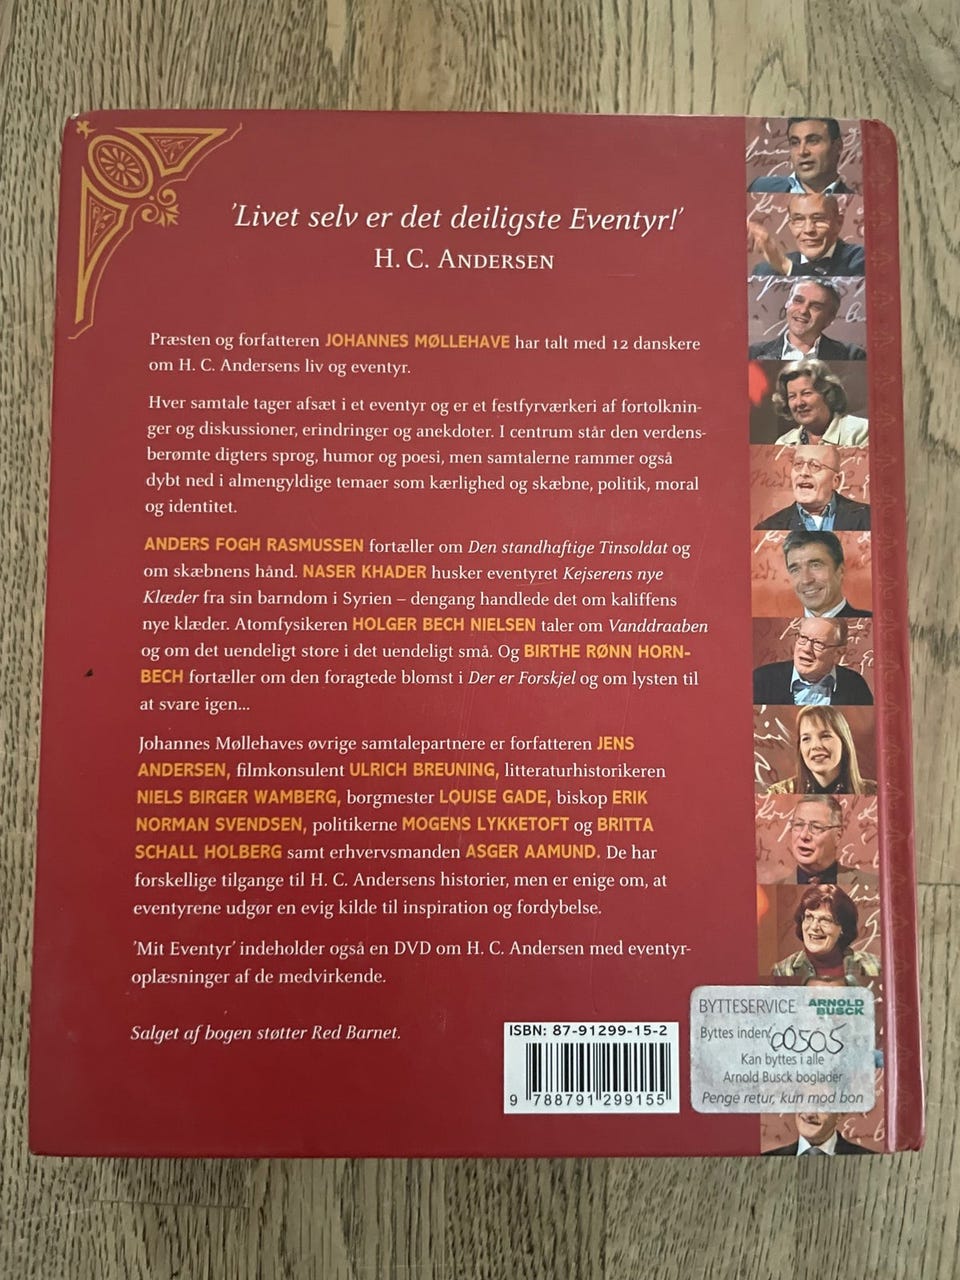 'Livet selv er det deiligste Eventyr!'
H. C. ANDERSEN
Præsten og forfatteren JOHANNES MØLLEHAVE har talt med 12 danskere
om H. C. Andersens liv og eventyr.
Hver samtale tager afsæt i et eventyr og er et festfyrværkeri af fortolknin-
ger og diskussioner, erindringer og anekdoter. I centrum står den verdens-
berømte digters sprog, humor og poesi, men samtalerne rammer også
dybt ned i almengyldige temaer som kærlighed og skæbne, politik, moral
og identitet.
ANDERS FOGH RASMUSSEN fortæller om Den standhaftige Tinsoldat og
om skæbnens hånd. NASER KHADER husker eventyret Kejserens nye
Klæder fra sin barndom i Syrien – dengang handlede det om kaliffens
nye klæder. Atomfysikeren HOLGER BECH NIELSEN taler om Vanddraaben
og om det uendeligt store i det uendeligt små. Og BIRTHE RØNN HORN-
BECH fortæller om den foragtede blomst i Der er Forskjel og om lysten til
at svare igen...
Johannes Møllehaves øvrige samtalepartnere er forfatteren JENS
ANDERSEN, filmkonsulent ULRICH BREUNING, litteraturhistorikeren
NIELS BIRGER WAMBERG, borgmester LOUISE GADE, biskop ERIK
NORMAN SVENDSEN, politikerne MOGENS LYKKETOFT og BRITTA
SCHALL HOLBERG samt erhvervsmanden ASGER AAMUND. De har
forskellige tilgange til H. C. Andersens historier, men er enige om, at
eventyrene udgør en evig kilde til inspiration og fordybelse.
'Mit Eventyr' indeholder også en DVD om H. C. Andersen med eventyr-
oplæsninger af de medvirkende.
Salget af bogen støtter Red Barnet.
ISBN: 87-91299-15-2
9 788791 299155
BYTTESERVICE ARNOLD BUSCK
Byttes inden
Kan byttes i alle
Arnold Busck boglader
Penge retur, kun mod bon